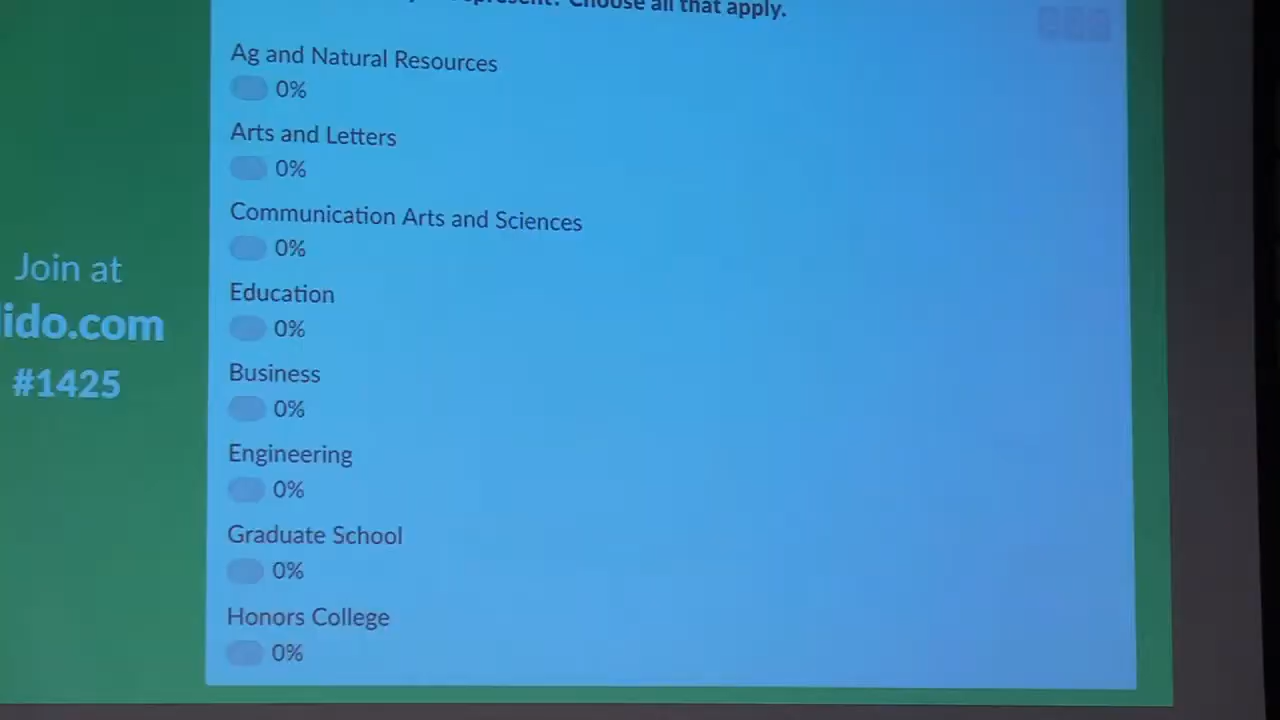 Choose all that apply.
Ag and Natural Resources
0%
Arts and Letters
0%
Communication Arts and Sciences
0%
Education
0%
Business
0%
Engineering
0%
Graduate School
0%
Honors College
0%
Join at
lido.com
#1425